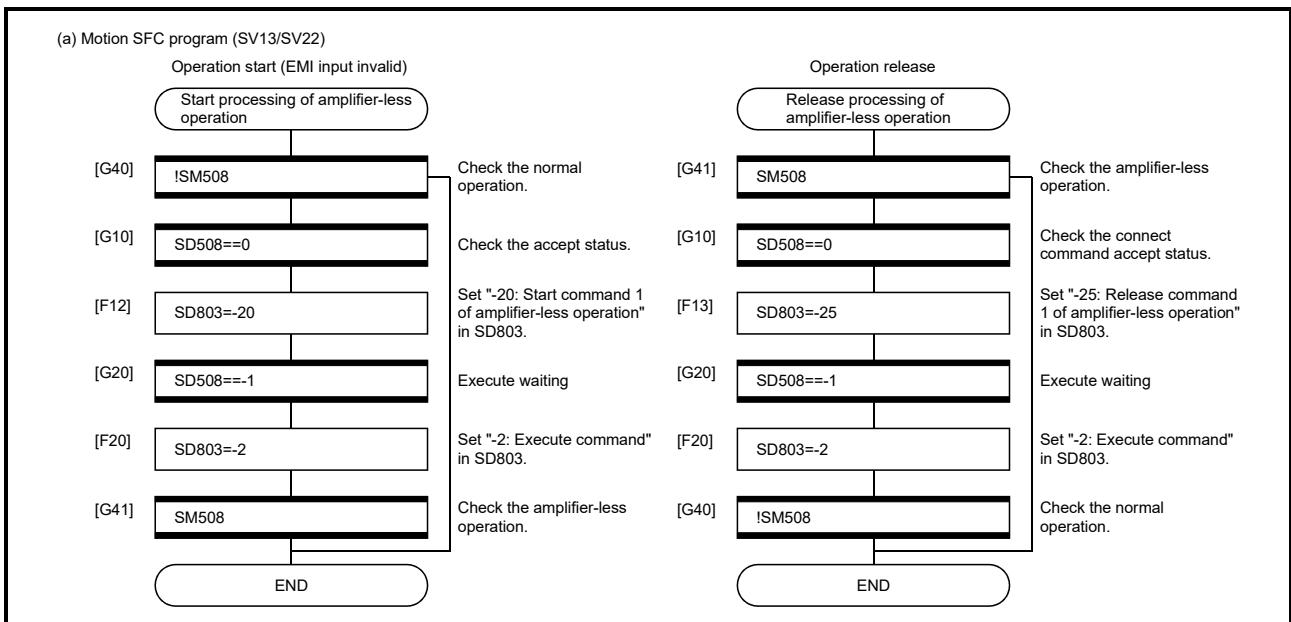 (a) Motion SFC program (SV13/SV22)
Operation start (EMI input invalid)
Start processing of amplifier-less
operation
[G40]
!SM508
Check the normal
operation.
[G10]
SD508==0
Check the accept status.
[F12]
SD803=-20
Set "-20: Start command 1
of amplifier-less operation"
in SD803.
[G20]
SD508==-1
Execute waiting
[F20]
SD803=-2
Set "-2: Execute command"
in SD803.
[G41]
SM508
Check the amplifier-less
operation.
END
Operation release
Release processing of
amplifier-less operation
[G41]
SM508
Check the amplifier-less
operation.
[G10]
SD508==0
Check the connect
command accept status.
[F13]
SD803=-25
Set "-25: Release command
1 of amplifier-less operation"
in SD803.
[G20]
SD508==-1
Execute waiting
[F20]
SD803=-2
Set "-2: Execute command"
in SD803.
[G40]
!SM508
Check the normal
operation.
END